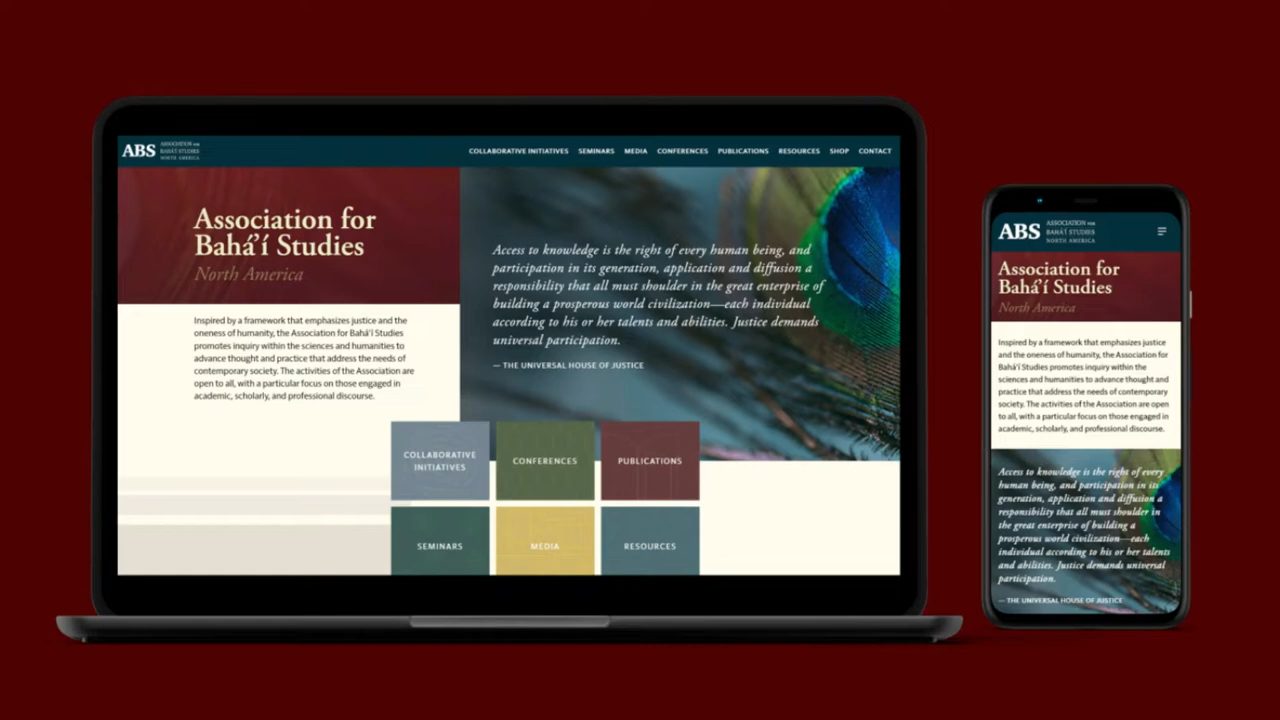 ABS ASSOCIATION FOR
BAHÁ'Í STUDIES
NORTH AMERICA
COLLABORATIVE INITIATIVES SEMINARS MEDIA CONFERENCES PUBLICATIONS RESOURCES SHOP CONTACT
Association for
Bahá'í Studies
North America
Inspired by a framework that emphasizes justice and the
oneness of humanity, the Association for Bahá'í Studies
promotes inquiry within the sciences and humanities to
advance thought and practice that address the needs of
contemporary society. The activities of the Association are
open to all, with a particular focus on those engaged in
academic, scholarly, and professional discourse.
Access to knowledge is the right of every human being, and
participation in its generation, application and diffusion a
responsibility that all must shoulder in the great enterprise of
building a prosperous world civilization—each individual
according to his or her talents and abilities. Justice demands
universal participation.
— THE UNIVERSAL HOUSE OF JUSTICE
COLLABORATIVE
INITIATIVES
CONFERENCES
PUBLICATIONS
SEMINARS
MEDIA
RESOURCES
ABS ASSOCIATION FOR
BAHÁ'Í STUDIES
NORTH AMERICA
Association for
Bahá'í Studies
North America
Inspired by a framework that emphasizes justice
and the oneness of humanity, the Association for
Bahá'í Studies promotes inquiry within the
sciences and humanities to advance thought and
practice that address the needs of contemporary
society. The activities of the Association are open
to all, with a particular focus on those engaged in
academic, scholarly, and professional discourse.
Access to knowledge is the right of every
human being, and participation in its
generation, application and diffusion a
responsibility that all must shoulder in
the great enterprise of building a
prosperous world civilization—each
individual according to his or her talents
and abilities. Justice demands universal
participation.
— THE UNIVERSAL HOUSE OF JUSTICE